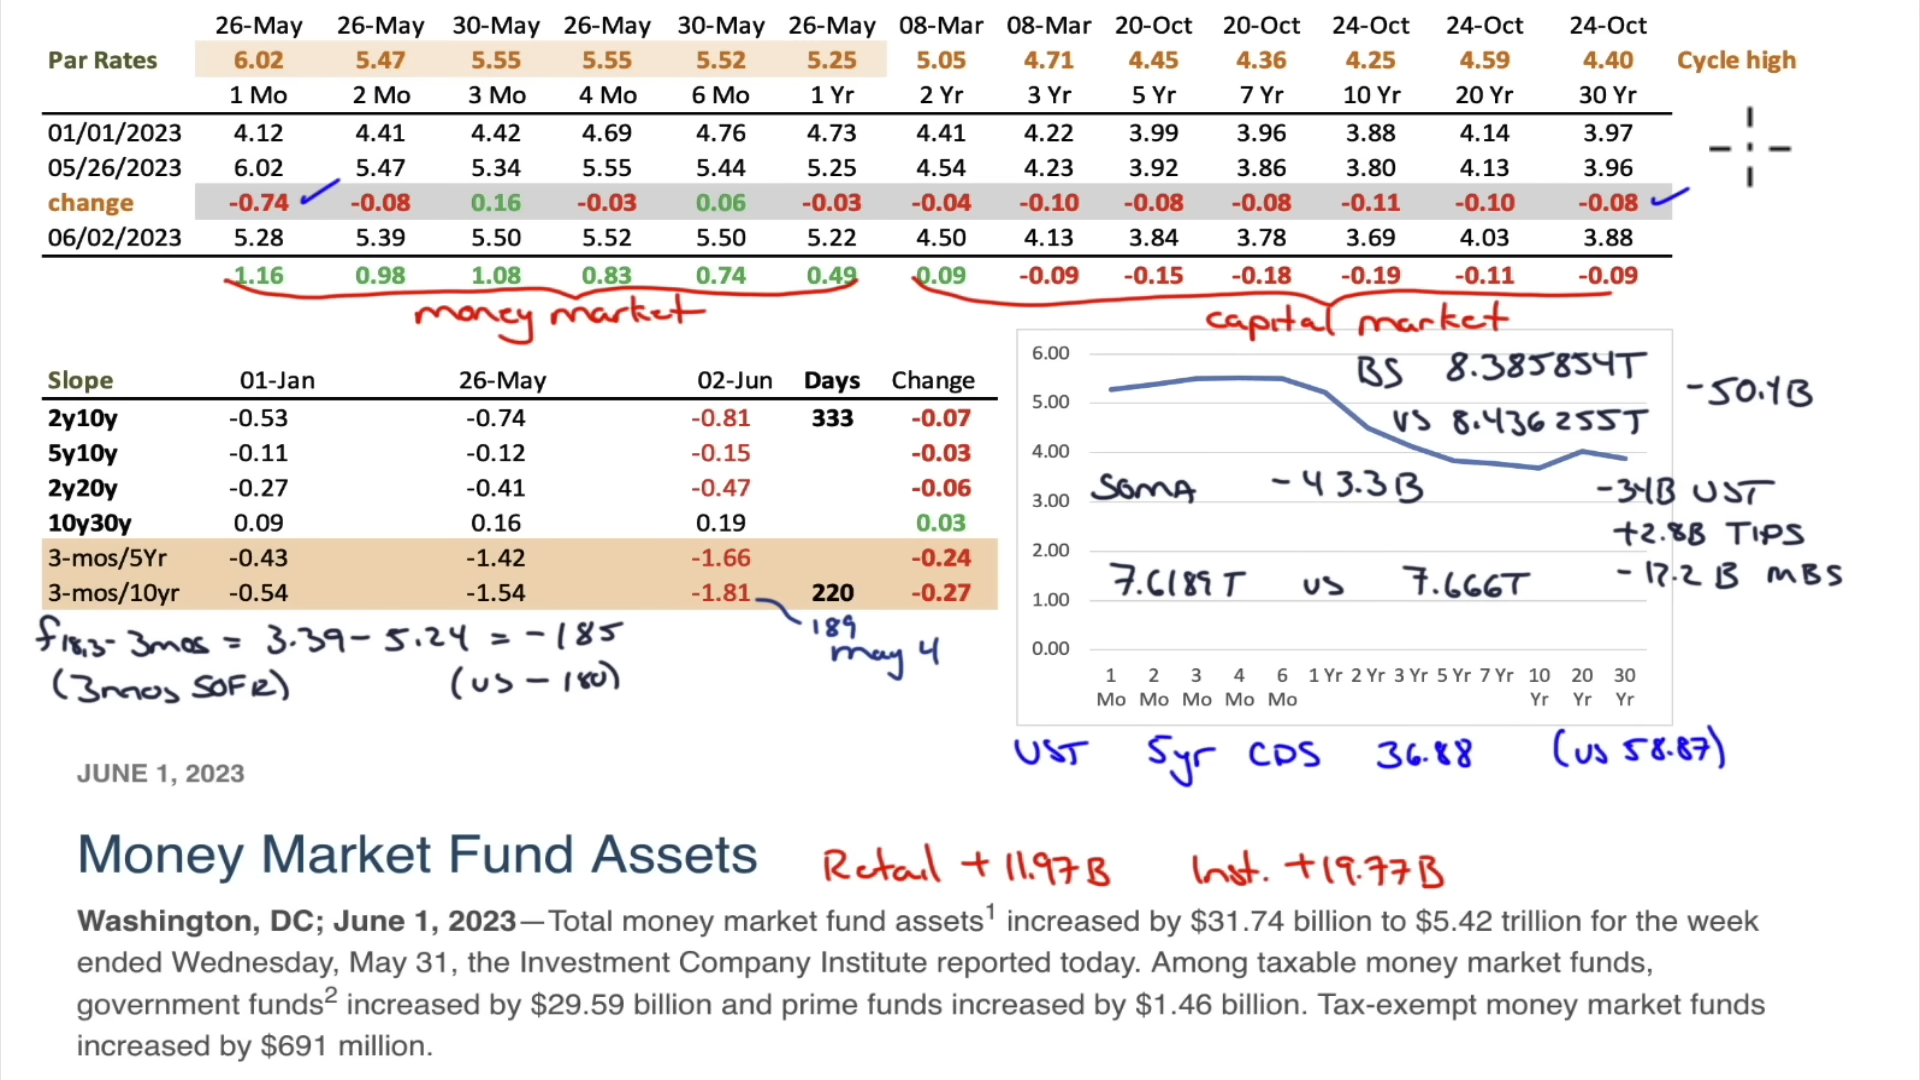 26-May 26-May 30-May 26-May 30-May 26-May 08-Mar 08-Mar 20-Oct 20-Oct 24-Oct 24-Oct 24-Oct
Par Rates 6.02 5.47 5.55 5.55 5.52 5.25 5.05 4.71 4.45 4.36 4.25 4.59 4.40 Cycle high
1 Mo 2 Mo 3 Mo 4 Mo 6 Mo 1 Yr 2 Yr 3 Yr 5 Yr 7 Yr 10 Yr 20 Yr 30 Yr
01/01/2023 4.12 4.41 4.42 4.69 4.76 4.73 4.41 4.22 3.99 3.96 3.88 4.14 3.97
05/26/2023 6.02 5.47 5.34 5.55 5.44 5.25 4.54 4.23 3.92 3.86 3.80 4.13 3.96
change -0.74 -0.08 0.16 -0.03 0.06 -0.03 -0.04 -0.10 -0.08 -0.08 -0.11 -0.10 -0.08
06/02/2023 5.28 5.39 5.50 5.52 5.50 5.22 4.50 4.13 3.84 3.78 3.69 4.03 3.88
1.16 0.98 1.08 0.83 0.74 0.49 0.09 -0.09 -0.15 -0.18 -0.19 -0.11 -0.09
money market capital market
Slope 01-Jan 26-May 02-Jun Days Change
2y10y -0.53 -0.74 -0.81 333 -0.07
5y10y -0.11 -0.12 -0.15 -0.03
2y20y -0.27 -0.41 -0.47 -0.06
10y30y 0.09 0.16 0.19 0.03
3-mos/5Yr -0.43 -1.42 -1.66 -0.24
3-mos/10yr -0.54 -1.54 -1.81 220 -0.27
189
may 4
f18,3 - 3mos = 3.39 - 5.24 = -185
(3mos SOFR) (vs -180)
6.00
5.00
4.00
3.00
2.00
1.00
0.00
1 Mo 2 Mo 3 Mo 4 Mo 6 Mo 1 Yr 2 Yr 3 Yr 5 Yr 7 Yr 10 Yr 20 Yr 30 Yr
BS 8.385854T
vs 8.436255T
-50.4B
SOMA -43.3B
-34B UST
+2.8B TIPS
-12.2B MBS
7.6189T vs 7.666T
UST 5yr CDS 36.88 (vs 58.87)
JUNE 1, 2023
Money Market Fund Assets Retail +11.97B Inst. +19.77B
Washington, DC; June 1, 2023—Total money market fund assets1 increased by $31.74 billion to $5.42 trillion for the week
ended Wednesday, May 31, the Investment Company Institute reported today. Among taxable money market funds,
government funds2 increased by $29.59 billion and prime funds increased by $1.46 billion. Tax-exempt money market funds
increased by $691 million.